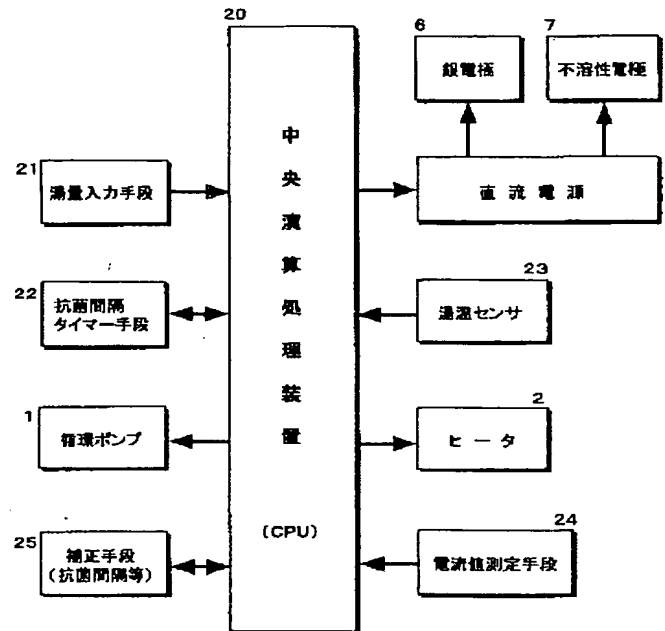 20
中央演算処理装置
(CPU)
6
銀電極
7
不溶性電極
直流電源
21
湯量入力手段
22
抗菌間隔
タイマー手段
23
湯温センサ
1
循環ポンプ
2
ヒータ
25
補正手段
(抗菌間隔等)
24
電流値測定手段